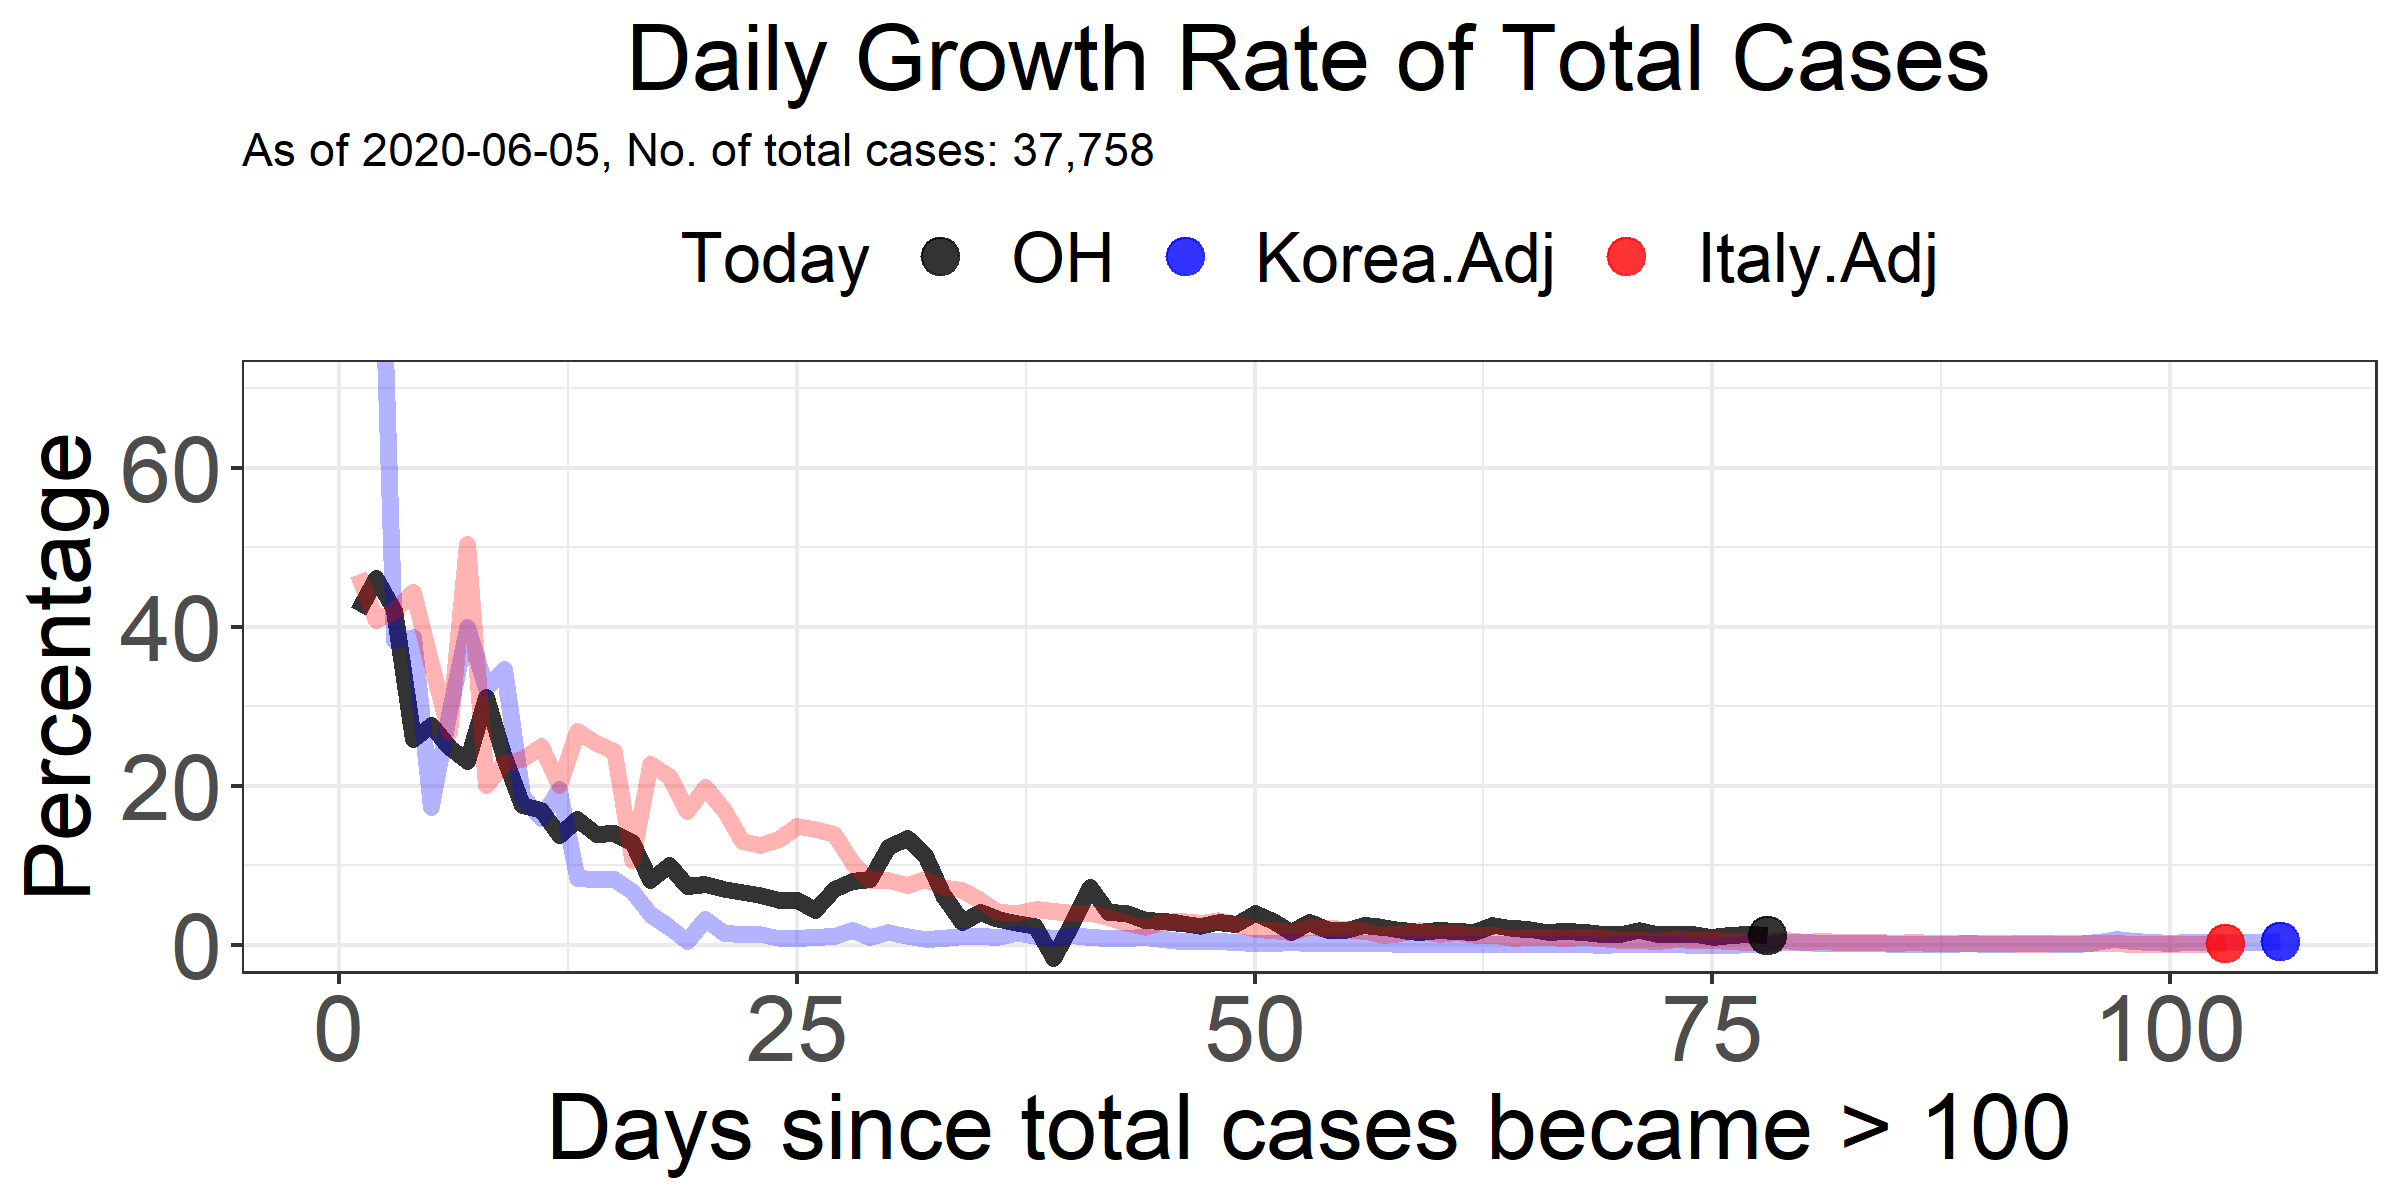 Daily Growth Rate of Total Cases
As of 2020-06-05, No. of total cases: 37,758
Today OH Korea.Adj Italy.Adj
Percentage
60
40
20
0
0 25 50 75 100
Days since total cases became > 100